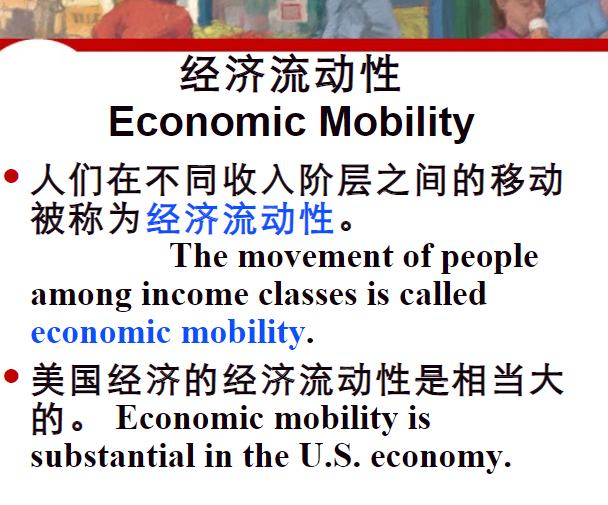 经济流动性
Economic Mobility
• 人们在不同收入阶层之间的移动
被称为经济流动性。
The movement of people
among income classes is called
economic mobility.
• 美国经济的经济流动性是相当大
的。 Economic mobility is
substantial in the U.S. economy.